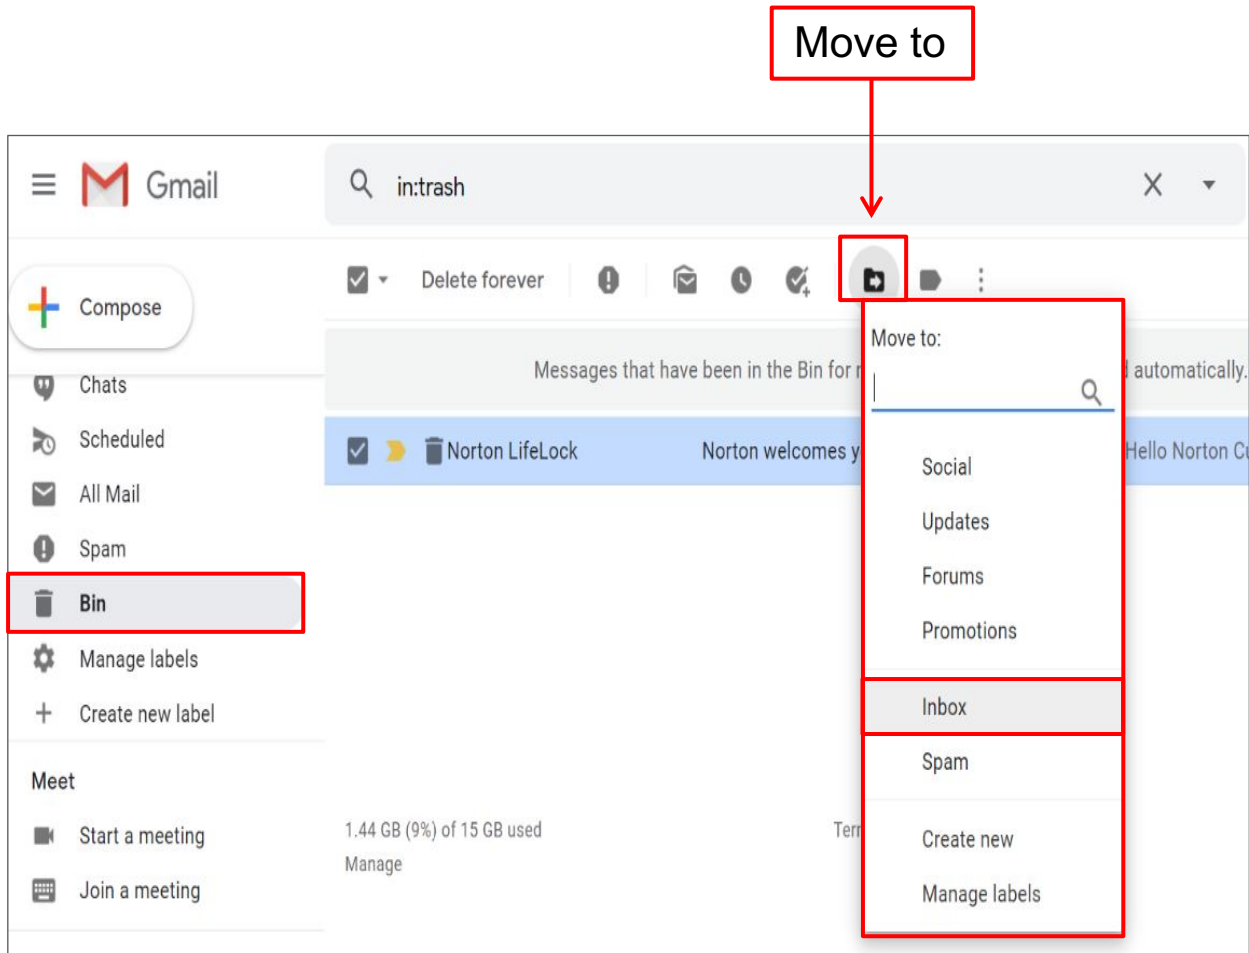 Move to
Gmail
in:trash
Compose
Delete forever
Move to:
Messages that have been in the Bin for
automatically.
Chats
Scheduled
Norton LifeLock
Norton welcomes
Hello Norton
All Mail
Spam
Bin
Manage labels
Create new label
Social
Updates
Forums
Promotions
Inbox
Spam
Create new
Manage labels
Meet
Start a meeting
Join a meeting
1.44 GB (9%) of 15 GB used
Manage